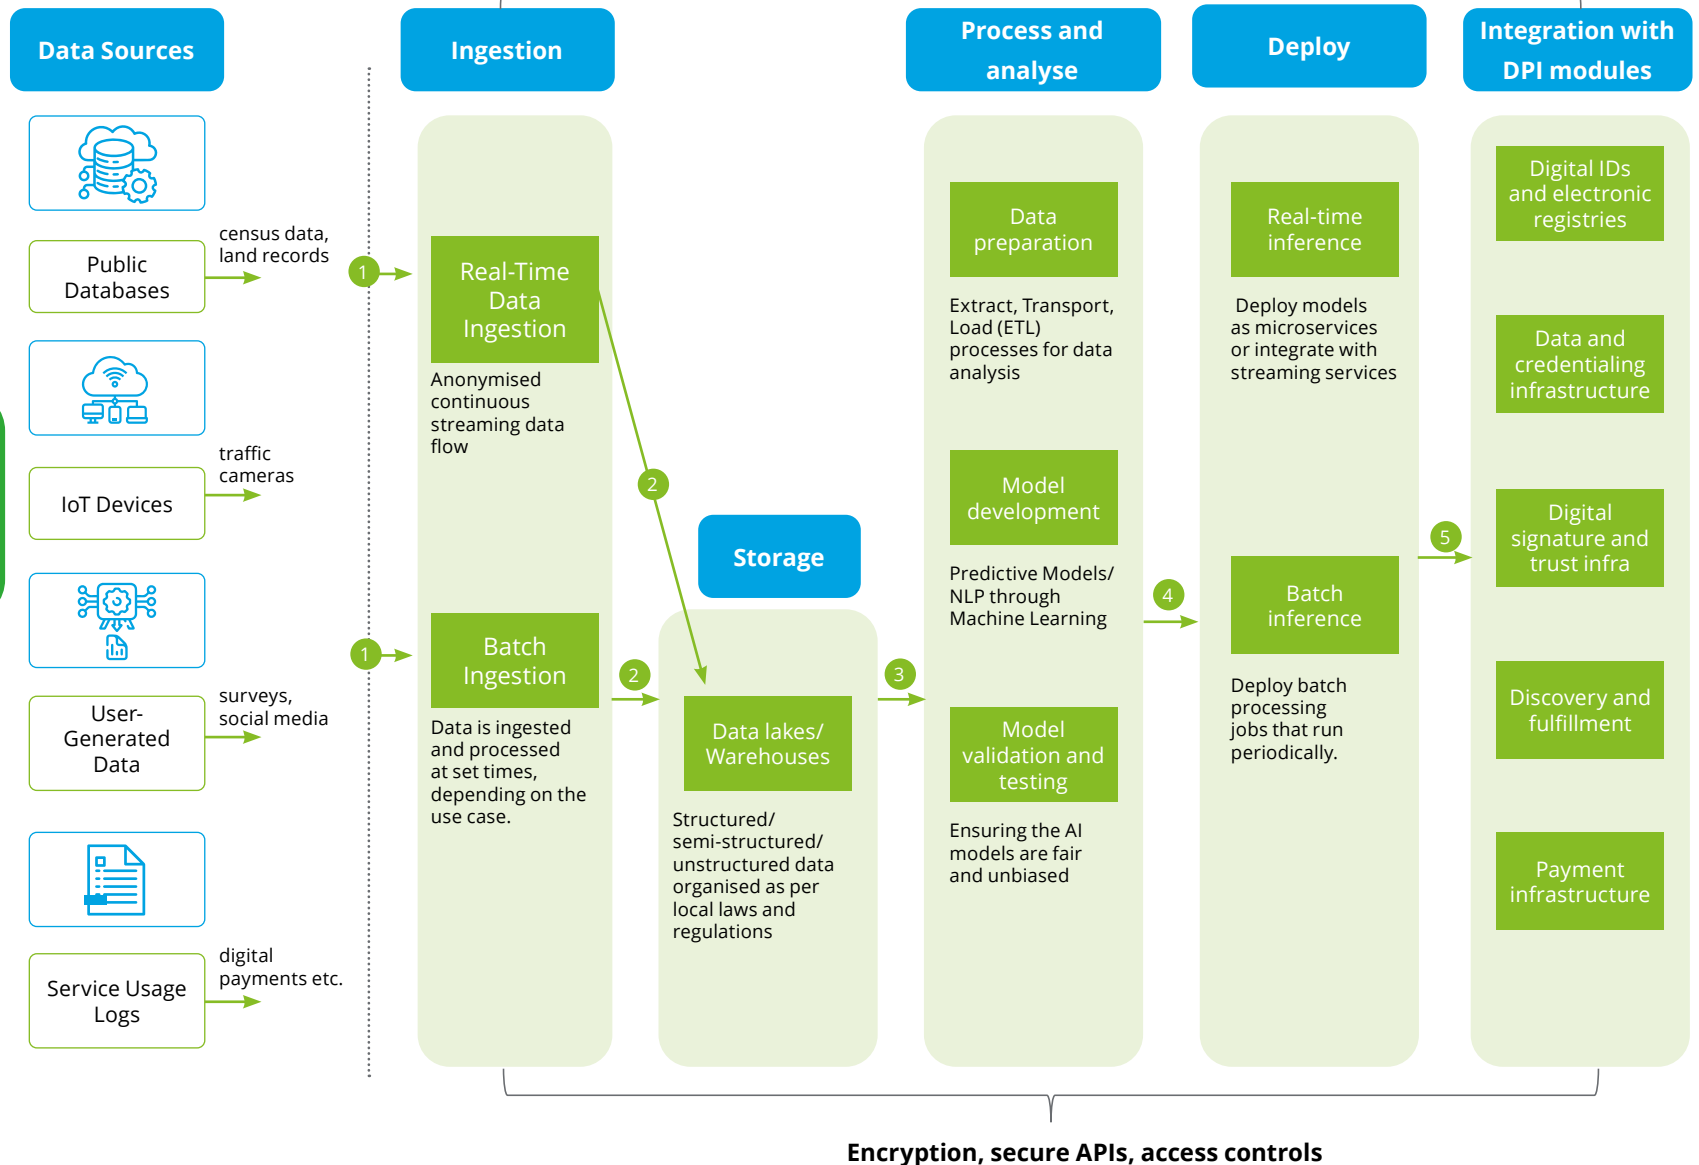 Data Sources
Ingestion
Process and
analyse
Deploy
Integration with
DPI modules
Public
Databases
census data,
land records
IoT Devices
traffic
cameras
User-
Generated
Data
surveys,
social media
Service Usage
Logs
digital
payments etc.
1
Real-Time
Data
Ingestion
Anonymised
continuous
streaming data
flow
1
Batch
Ingestion
Data is ingested
and processed
at set times,
depending on the
use case.
2
2
Storage
Data lakes/
Warehouses
Structured/
semi-structured/
unstructured data
organised as per
local laws and
regulations
3
Data
preparation
Extract, Transport,
Load (ETL)
processes for data
analysis
Model
development
Predictive Models/
NLP through
Machine Learning
Model
validation and
testing
Ensuring the AI
models are fair
and unbiased
4
Real-time
inference
Deploy models
as microservices
or integrate with
streaming services
Batch
inference
Deploy batch
processing
jobs that run
periodically.
5
Digital IDs
and electronic
registries
Data and
credentialing
infrastructure
Digital
signature and
trust infra
Discovery and
fulfillment
Payment
infrastructure
Encryption, secure APIs, access controls